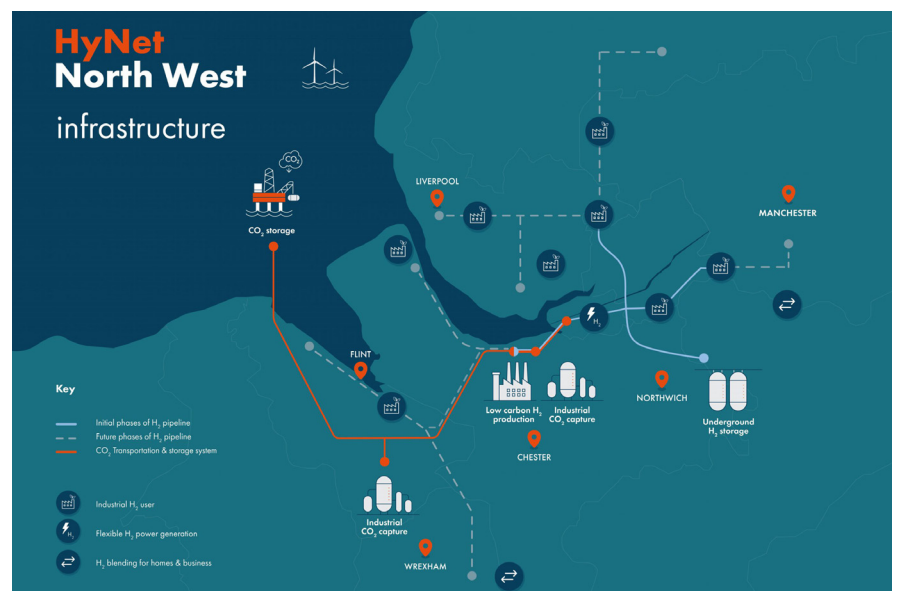 HyNet
North West
infrastructure
CO2
CO2 storage
LIVERPOOL
MANCHESTER
FLINT
H2
Low carbon H2
production
Industrial
CO2 capture
NORTHWICH
Underground
H2 storage
CHESTER
Industrial
CO2 capture
WREXHAM
Key
Initial phases of H2 pipeline
Future phases of H2 pipeline
CO2 Transportation & storage system
Industrial H2 user
H2
Flexible H2 power generation
H2 blending for homes & business